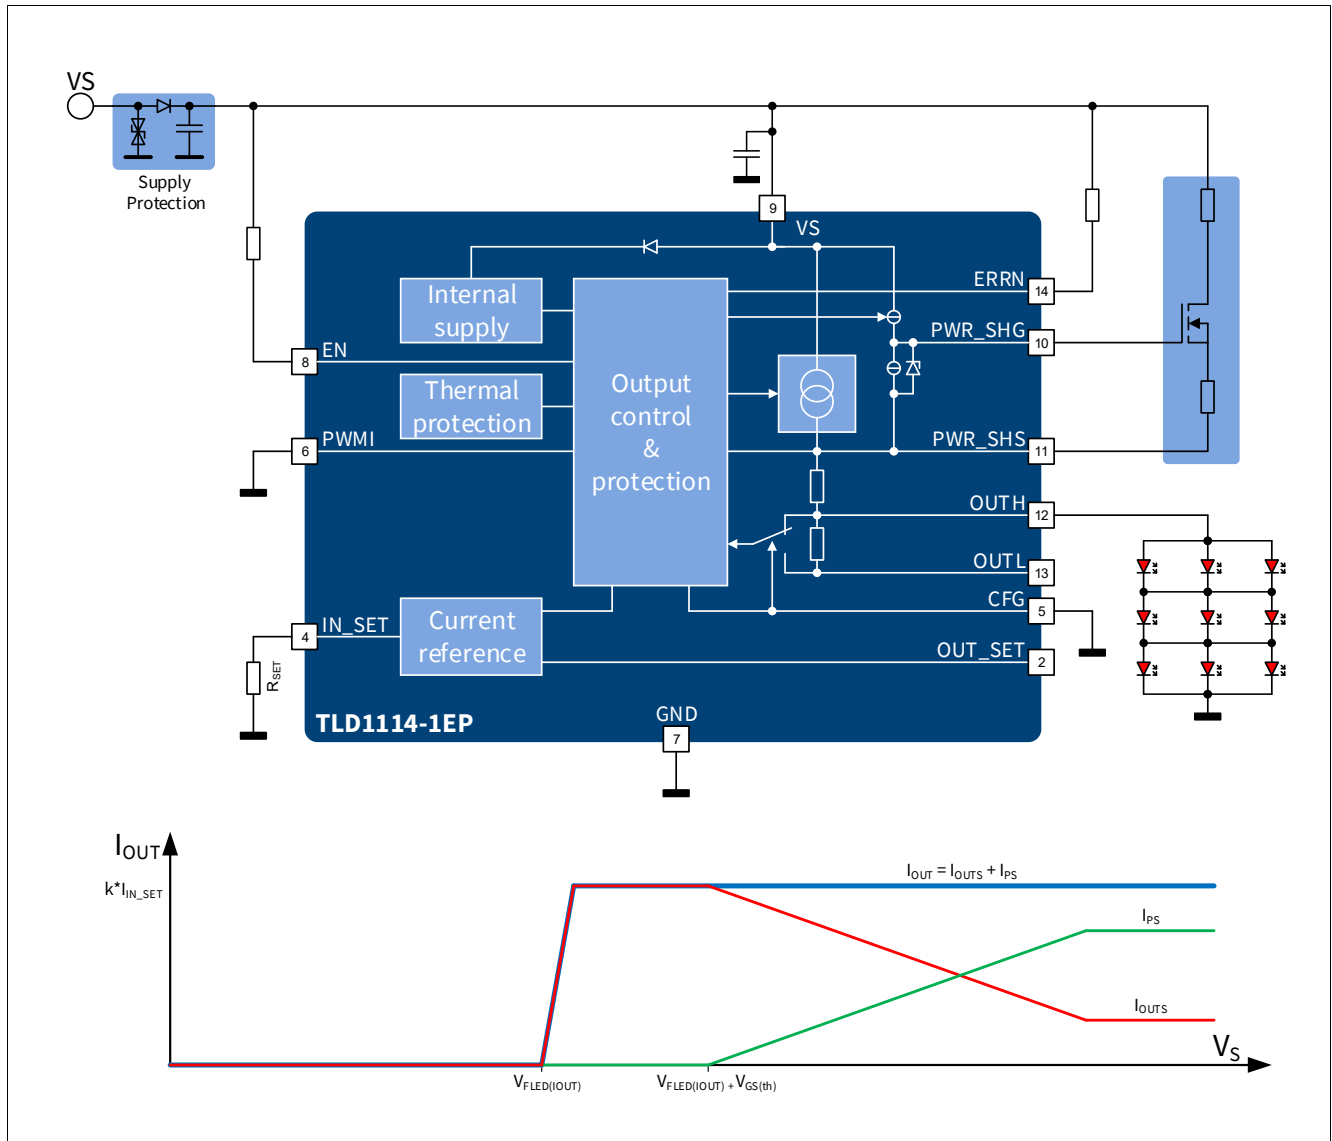 VS
Supply
Protection
9
VS
Internal
supply
ERRN
14
PWR_SHG
10
EN
8
Thermal
protection
Output
control
&
protection
PWMI
6
PWR_SHS
11
OUTH
12
OUTL
13
CFG
5
IN_SET
4
Current
reference
OUT_SET
2
RSET
TLD1114-1EP
GND
7
IOUT
k*IIN_SET
IOUT = IOUTS + IPS
IPS
IOUTS
VS
VFLED(IOUT)
VFLED(IOUT) + VGS(th)